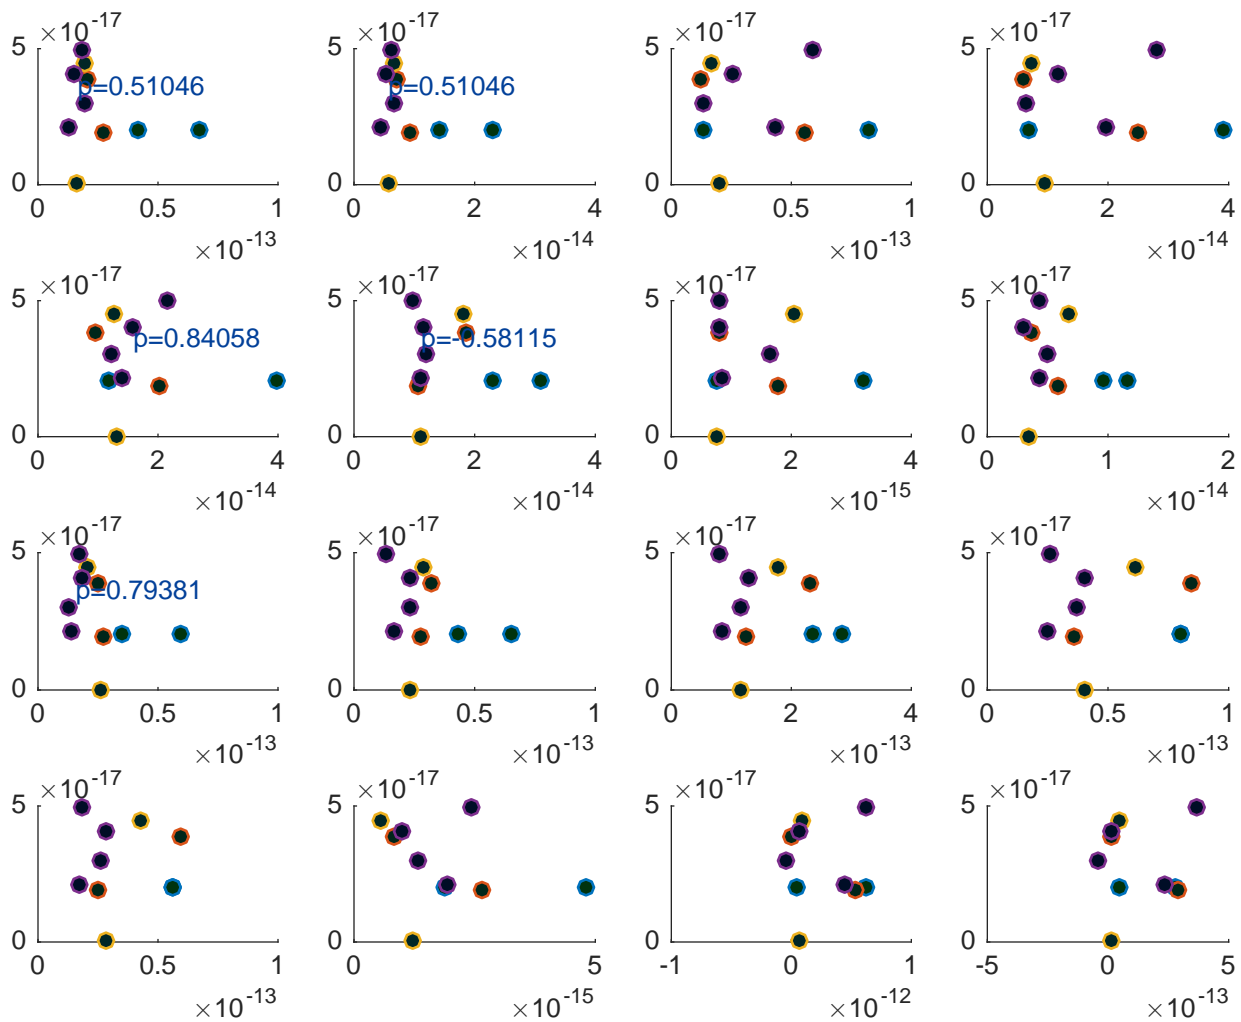 ×10^-17 ×10^-17 ×10^-17 ×10^-17
5 5 5 5
p=0.51046 p=0.51046
0 0 0 0
0 0.5 1 0 2 4 0 0.5 1 0 2 4
×10^-13 ×10^-14 ×10^-13 ×10^-14
×10^-17 ×10^-17 ×10^-17 ×10^-17
5 5 5 5
p=0.84058 p=-0.58115
0 0 0 0
0 2 4 0 2 4 0 2 4 0 1 2
×10^-14 ×10^-14 ×10^-15 ×10^-14
×10^-17 ×10^-17 ×10^-17 ×10^-17
5 5 5 5
p=0.79381
0 0 0 0
0 0.5 1 0 0.5 1 0 2 4 0 0.5 1
×10^-13 ×10^-13 ×10^-13 ×10^-13
×10^-17 ×10^-17 ×10^-17 ×10^-17
5 5 5 5
0 0 0 0
0 0.5 1 0 5 -1 0 1 -5 0 5
×10^-13 ×10^-15 ×10^-12 ×10^-13